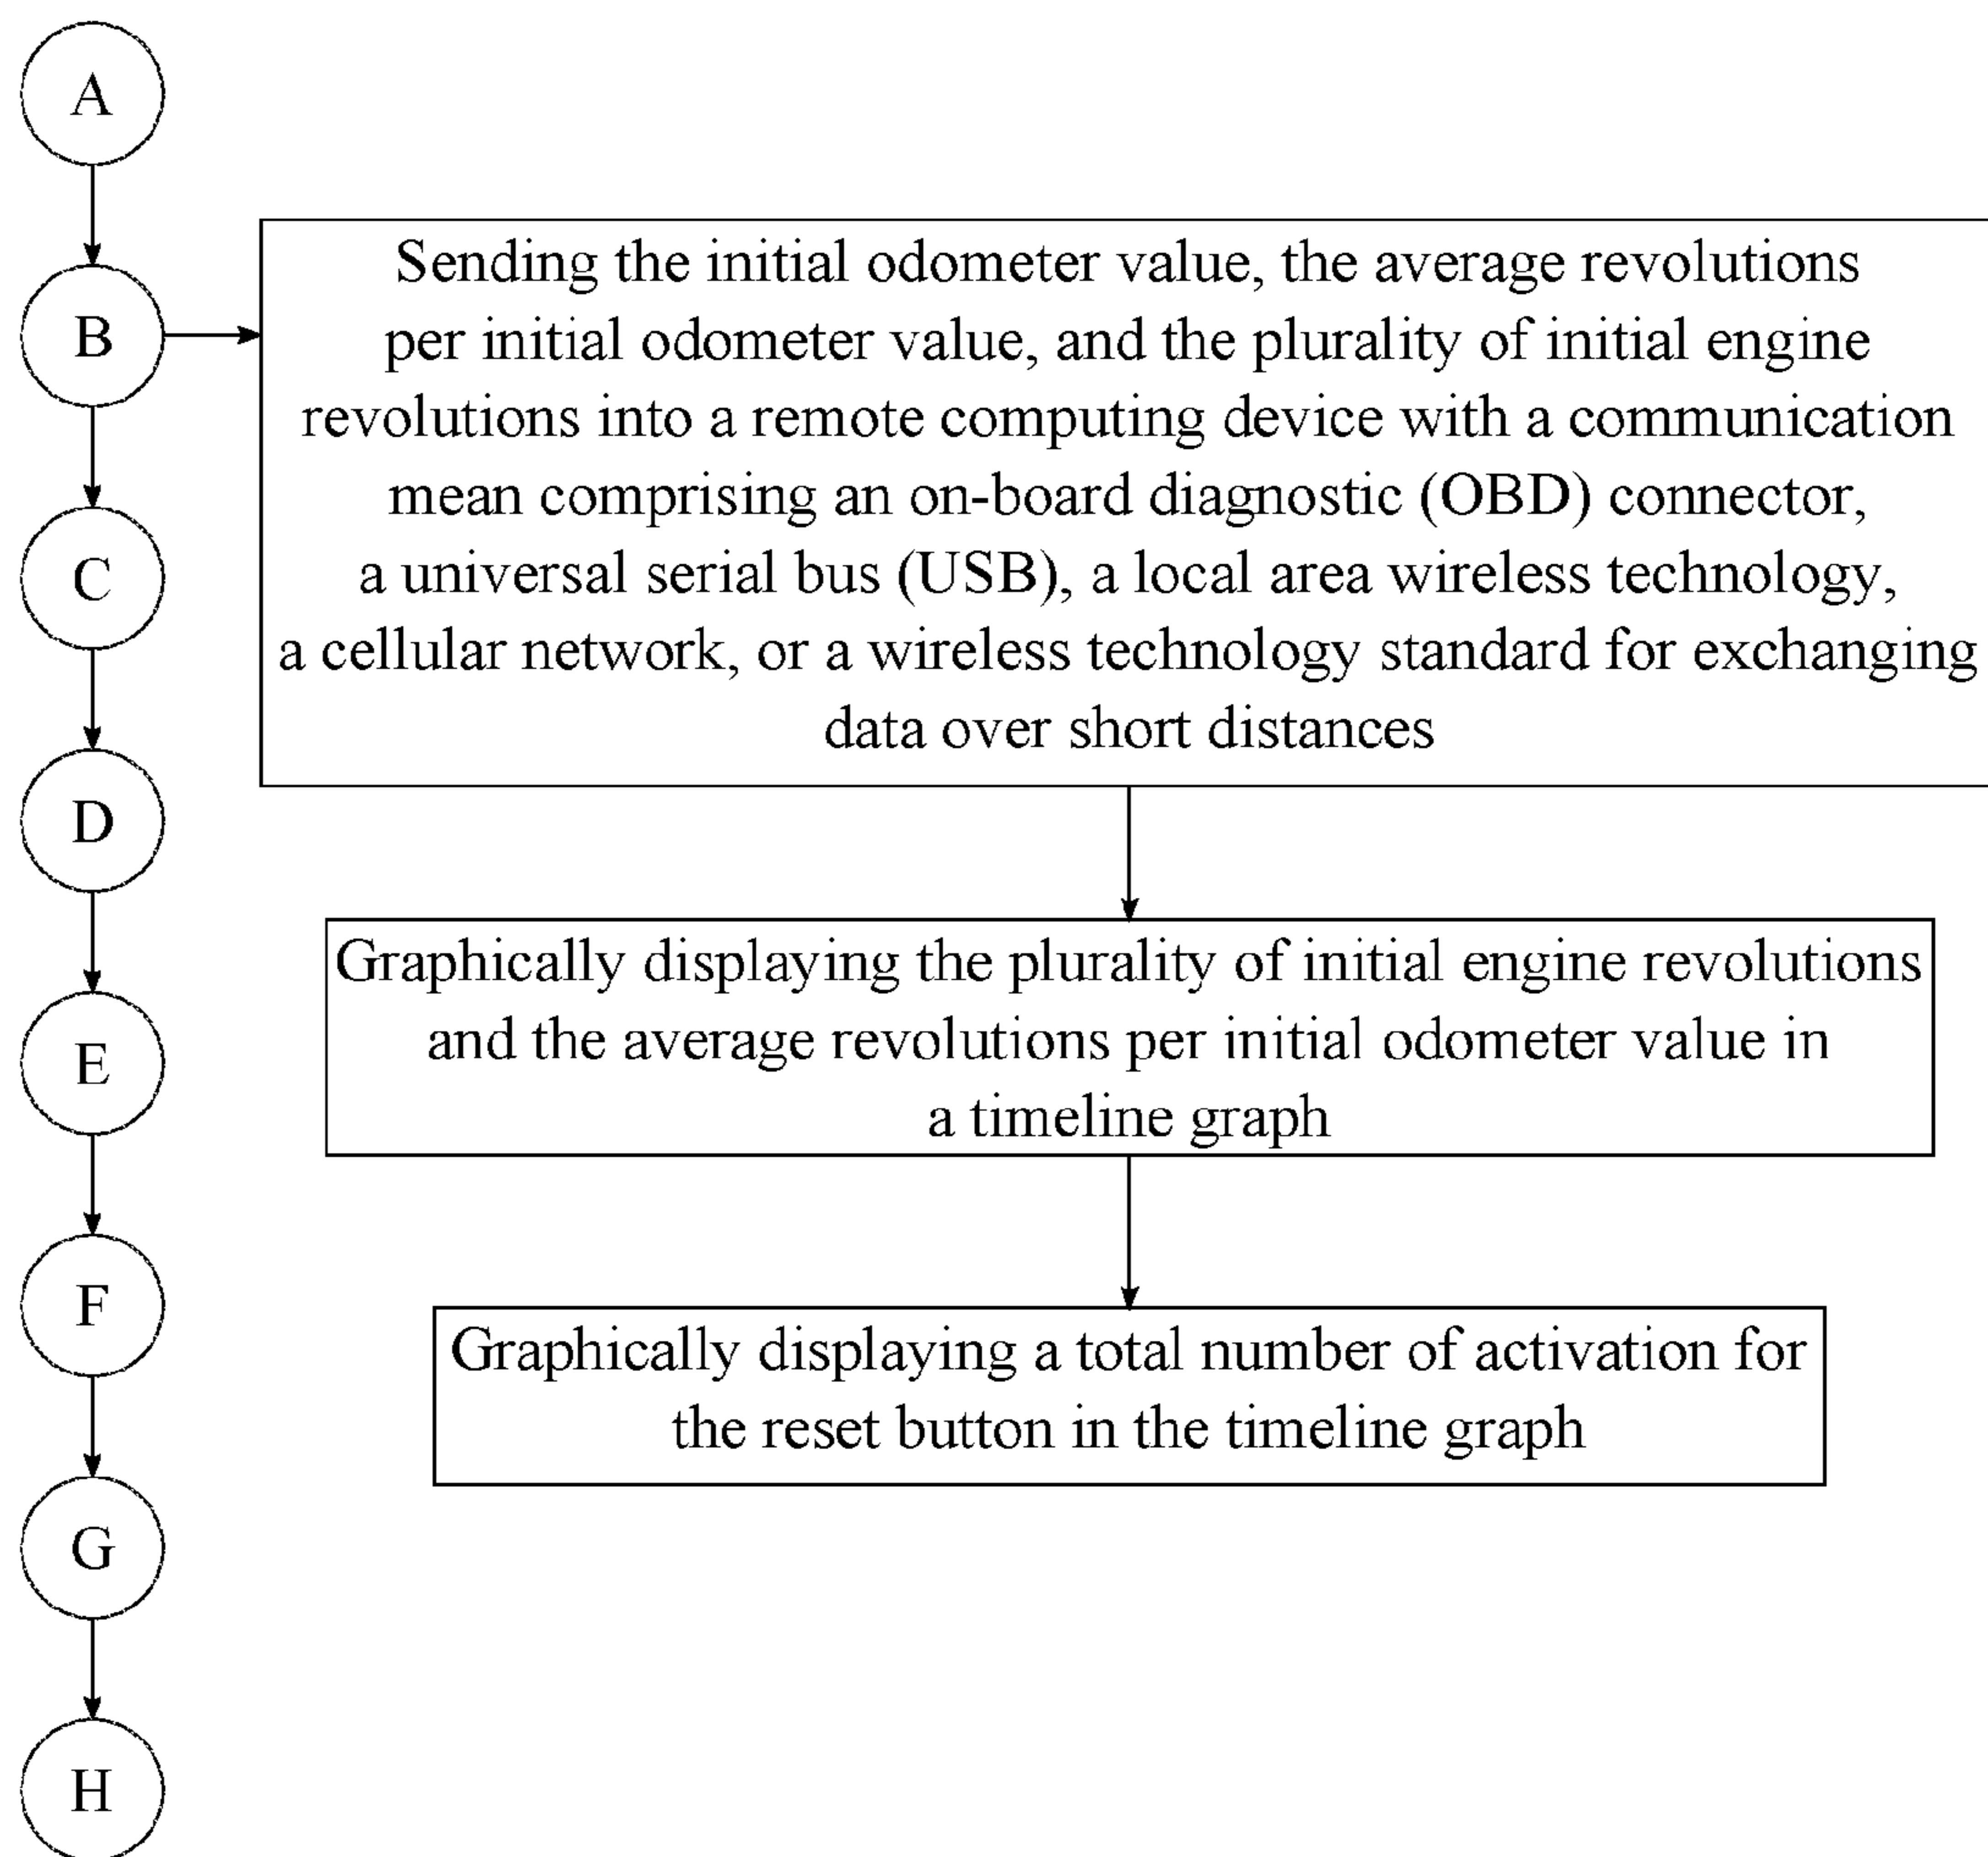 A
B
Sending the initial odometer value, the average revolutions
per initial odometer value, and the plurality of initial engine
revolutions into a remote computing device with a communication
mean comprising an on-board diagnostic (OBD) connector,
a universal serial bus (USB), a local area wireless technology,
a cellular network, or a wireless technology standard for exchanging
data over short distances
C
D
E
Graphically displaying the plurality of initial engine revolutions
and the average revolutions per initial odometer value in
a timeline graph
F
Graphically displaying a total number of activation for
the reset button in the timeline graph
G
H